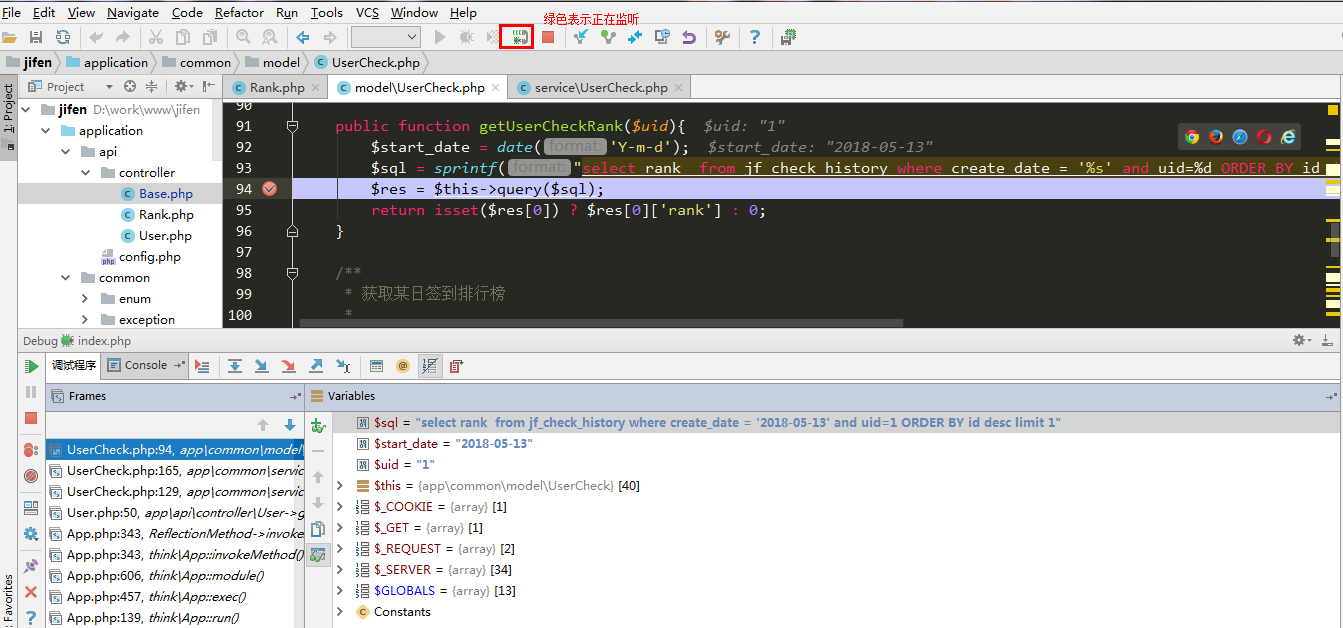 File Edit View Navigate Code Refactor Run Tools VCS Window Help
绿色表示正在监听
jifen application common model UserCheck.php
1: Project
Project
Rank.php model\UserCheck.php service\UserCheck.php
jifen D:\work\www\jifen
application
api
controller
Base.php
Rank.php
User.php
config.php
common
enum
exception
90
91 public function getUserCheckRank($uid){ $uid: "1"
92 $start_date = date( format: 'Y-m-d'); $start_date: "2018-05-13"
93 $sql = sprintf( format: "select rank from jf_check_history where create_date = '%s' and uid=%d ORDER BY id
94 $res = $this->query($sql);
95 return isset($res[0]) ? $res[0]['rank'] : 0;
96 }
97
98 /**
99 * 获取某日签到排行榜
100 *
Debug index.php
调试程序 Console
Frames
UserCheck.php:94, app\common\model\
UserCheck.php:165, app\common\servic
UserCheck.php:129, app\common\servic
User.php:50, app\api\controller\User->g
App.php:343, ReflectionMethod->invoke
App.php:343, think\App::invokeMethod()
App.php:606, think\App::module()
App.php:457, think\App::exec()
App.php:139, think\App::run()
Variables
$sql = "select rank from jf_check_history where create_date = '2018-05-13' and uid=1 ORDER BY id desc limit 1"
$start_date = "2018-05-13"
$uid = "1"
$this = {app\common\model\UserCheck} [40]
$_COOKIE = {array} [1]
$_GET = {array} [1]
$_REQUEST = {array} [2]
$_SERVER = {array} [34]
$GLOBALS = {array} [13]
Constants
: Favorites